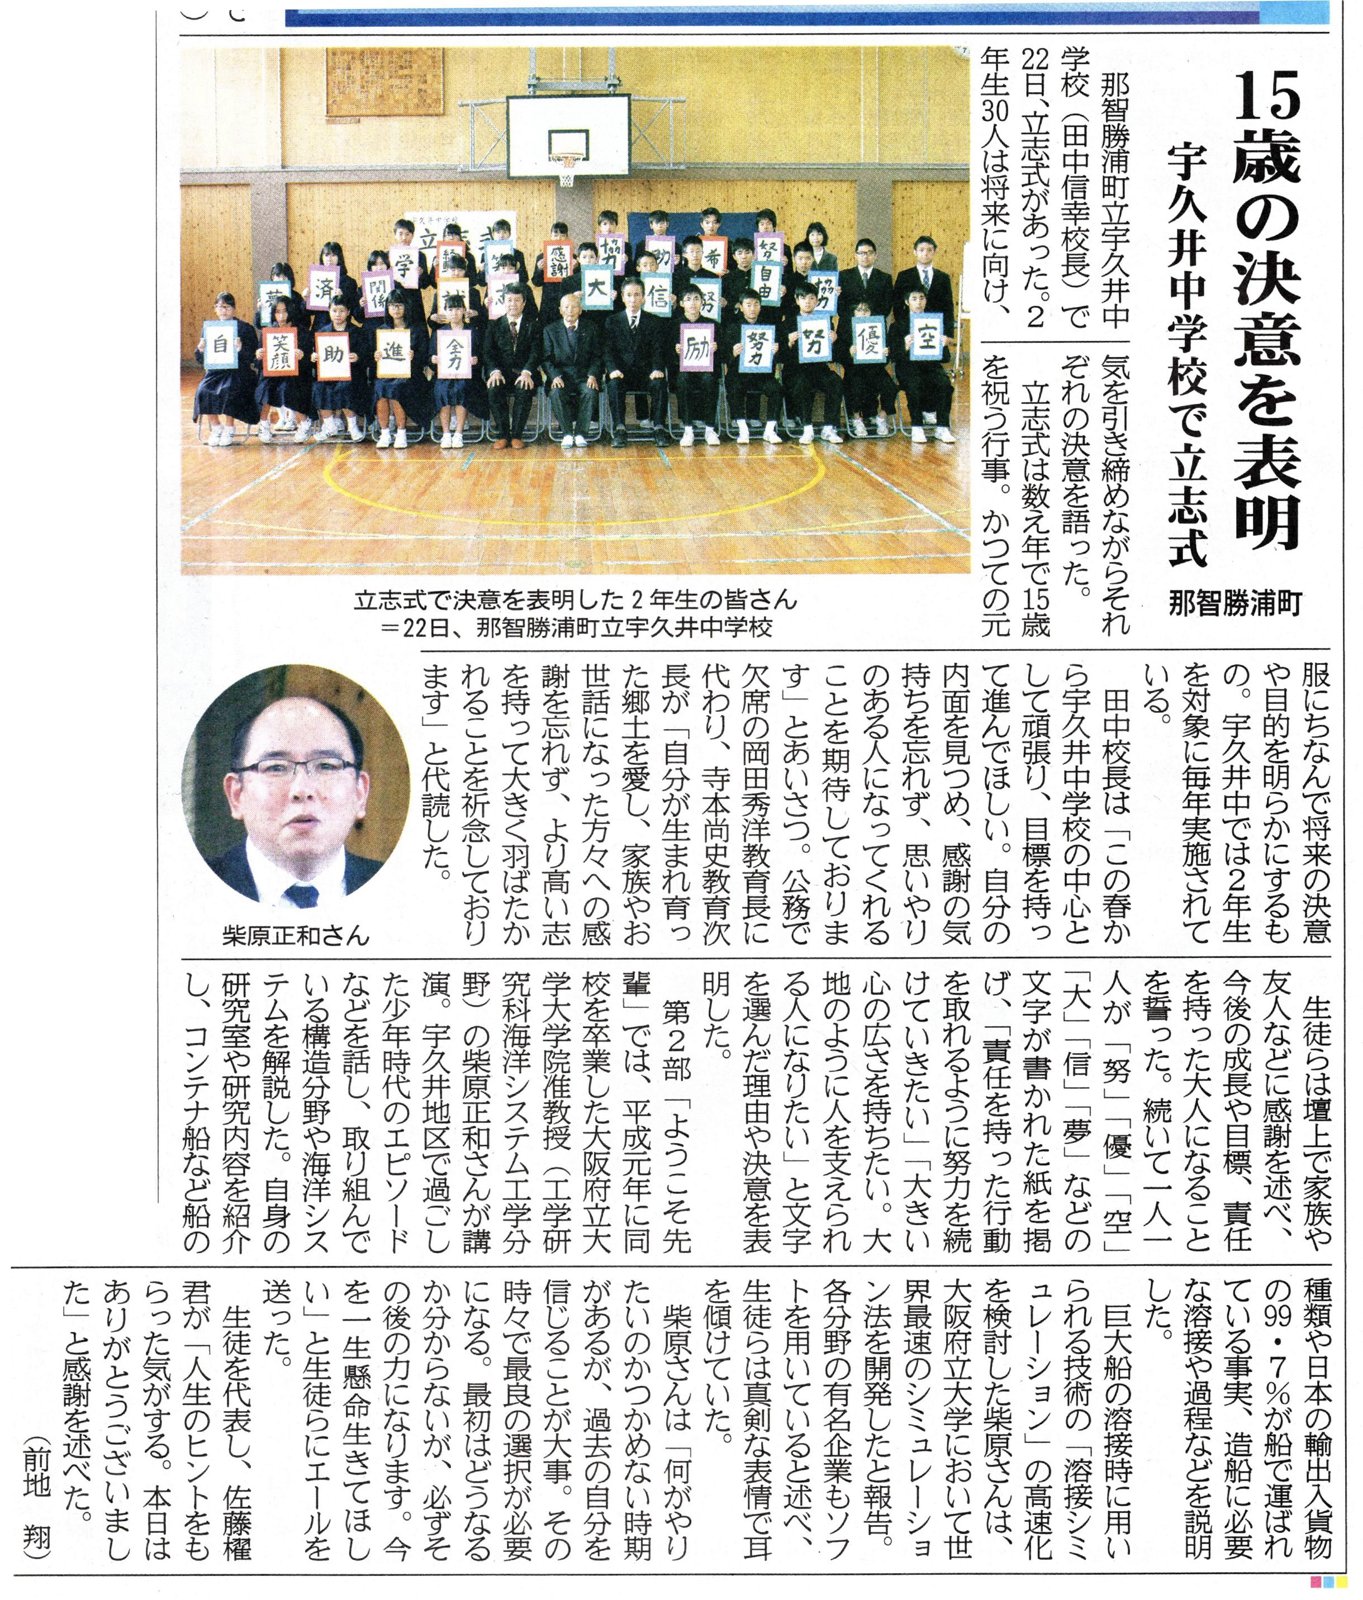 15歳の決意を表明
宇久井中学校で立志式
那智勝浦町
那智勝浦町立宇久井中
学校（田中信幸校長）で
22日、立志式があった。2
年生30人は将来に向け、
気を引き締めながらそれ
ぞれの決意を語った。
立志式は数え年で15歳
を祝う行事。かつての元
服にちなんで将来の決意
や目的を明らかにするも
の。宇久井中では2年生
を対象に毎年実施されて
いる。
田中校長は「この春か
ら宇久井中学校の中心と
して頑張り、目標を持っ
て進んでほしい。自分の
内面を見つめ、感謝の気
持ちを忘れず、思いやり
のある人になってくれる
ことを期待しておりま
す」とあいさつ。公務で
欠席の岡田秀洋教育長に
代わり、寺本尚史教育次
長が「自分が生まれ育っ
た郷土を愛し、家族やお
世話になった方々への感
謝を忘れず、より高い志
を持って大きく羽ばたか
れることを祈念しており
ます」と代読した。
生徒らは壇上で家族や
友人などに感謝を述べ、
今後の成長や目標、責任
を持った大人になること
を誓った。続いて一人一
人が「努」「優」「空」
「大」「信」「夢」などの
文字が書かれた紙を掲
げ、「責任を持った行動
を取れるように努力を続
けていきたい」「大きい
心の広さを持ちたい。大
地のように人を支えられ
る人になりたい」と文字
を選んだ理由や決意を表
明した。
第2部「ようこそ先
輩」では、平成元年に同
校を卒業した大阪府立大
学大学院准教授（工学研
究科海洋システム工学分
野）の柴原正和さんが講
演。宇久井地区で過ごし
た少年時代のエピソード
などを話し、取り組んで
いる構造分野や海洋シス
テムを解説した。自身の
研究室や研究内容を紹介
し、コンテナ船など船の
種類や日本の輸出入貨物
の99・7％が船で運ばれ
ている事実、造船に必要
な溶接や過程などを説明
した。
巨大船の溶接時に用い
られる技術の「溶接シミ
ュレーション」の高速化
を検討した柴原さんは、
大阪府立大学において世
界最速のシミュレーショ
ン法を開発したと報告。
各分野の有名企業もソフ
トを用いていると述べ、
生徒らは真剣な表情で耳
を傾けていた。
柴原さんは「何がやり
たいのかつかめない時期
があるが、過去の自分を
信じることが大事。その
時々で最良の選択が必要
になる。最初はどうなる
か分からないが、必ずそ
の後の力になります。今
を一生懸命生きてほし
い」と生徒らにエールを
送った。
生徒を代表し、佐藤櫂
君が「人生のヒントをも
らった気がする。本日は
ありがとうございまし
た」と感謝を述べた。
（前地 翔）
立志式で決意を表明した2年生の皆さん
＝22日、那智勝浦町立宇久井中学校
柴原正和さん
学
感謝
協力
助
希
努
夢
済
関係
大
信
努
自由
協力
自
笑顔
助
進
全力
励
努
努
優
空